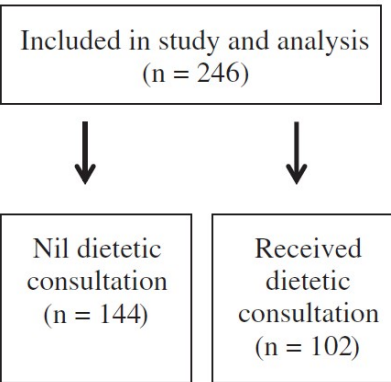 Included in study and analysis
(n = 246)
Nil dietetic
consultation
(n = 144)
Received
dietetic
consultation
(n = 102)